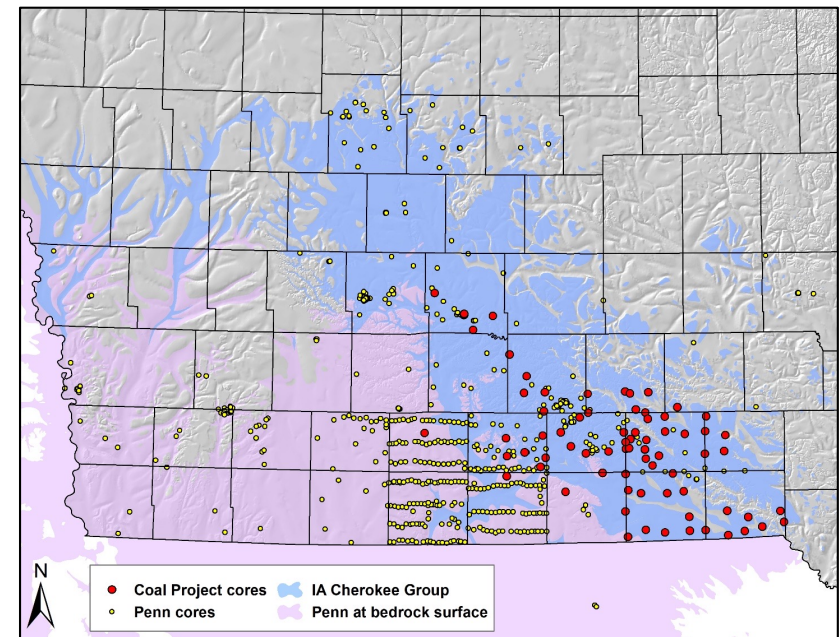 N
Coal Project cores
IA Cherokee Group
Penn cores
Penn at bedrock surface